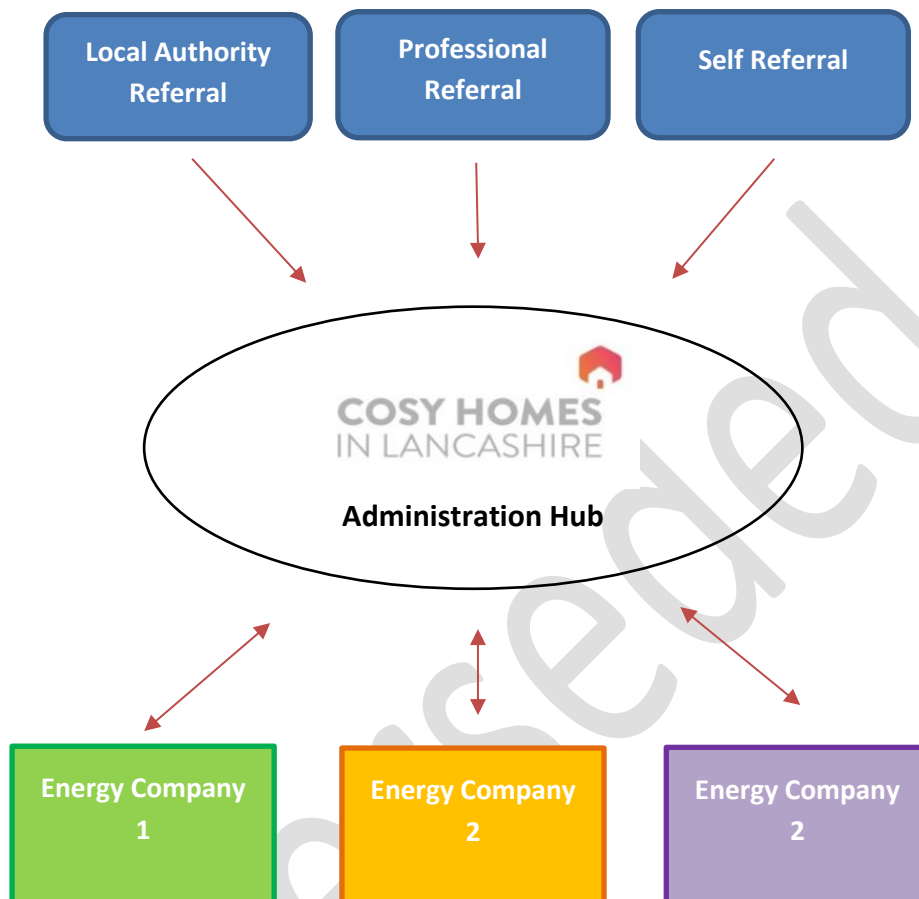 Local Authority
Referral
Professional
Referral
Self Referral
COSY HOMES
IN LANCASHIRE
Administration Hub
Energy Company
1
Energy Company
2
Energy Company
2
erseded